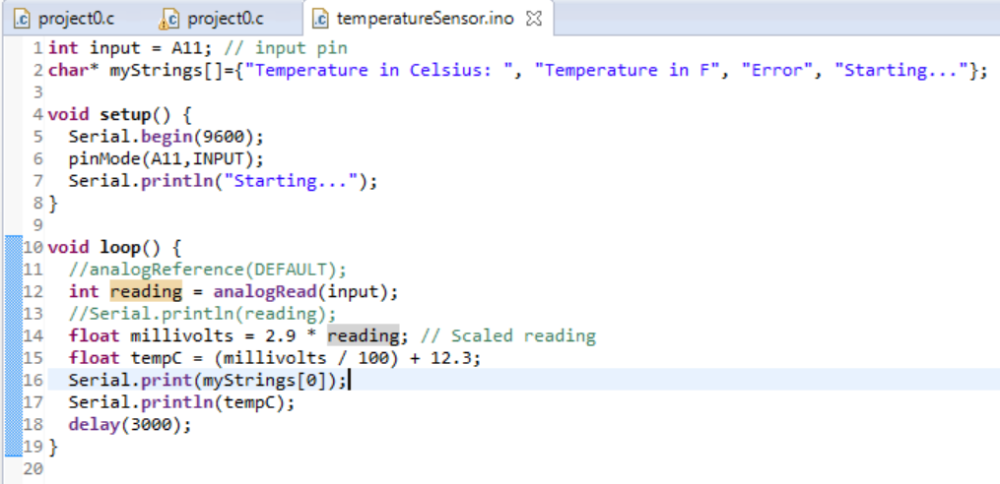 project0.c project0.c temperatureSensor.ino
1 int input = A11; // input pin
2 char* myStrings[]={"Temperature in Celsius: ", "Temperature in F", "Error", "Starting..."};
3
4 void setup() {
5   Serial.begin(9600);
6   pinMode(A11,INPUT);
7   Serial.println("Starting...");
8 }
9
10 void loop() {
11   //analogReference(DEFAULT);
12   int reading = analogRead(input);
13   //Serial.println(reading);
14   float millivolts = 2.9 * reading; // Scaled reading
15   float tempC = (millivolts / 100) + 12.3;
16   Serial.print(myStrings[0]);
17   Serial.println(tempC);
18   delay(3000);
19 }
20